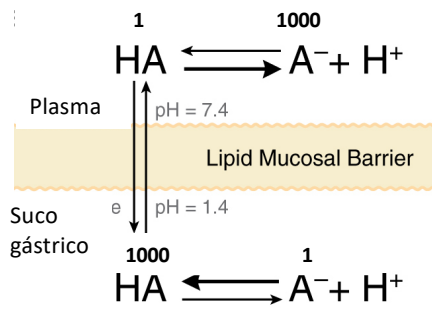 1 1000
HA A⁻ + H⁺
Plasma
pH = 7.4
Lipid Mucosal Barrier
Suco
gástrico
e pH = 1.4
1000 1
HA A⁻ + H⁺